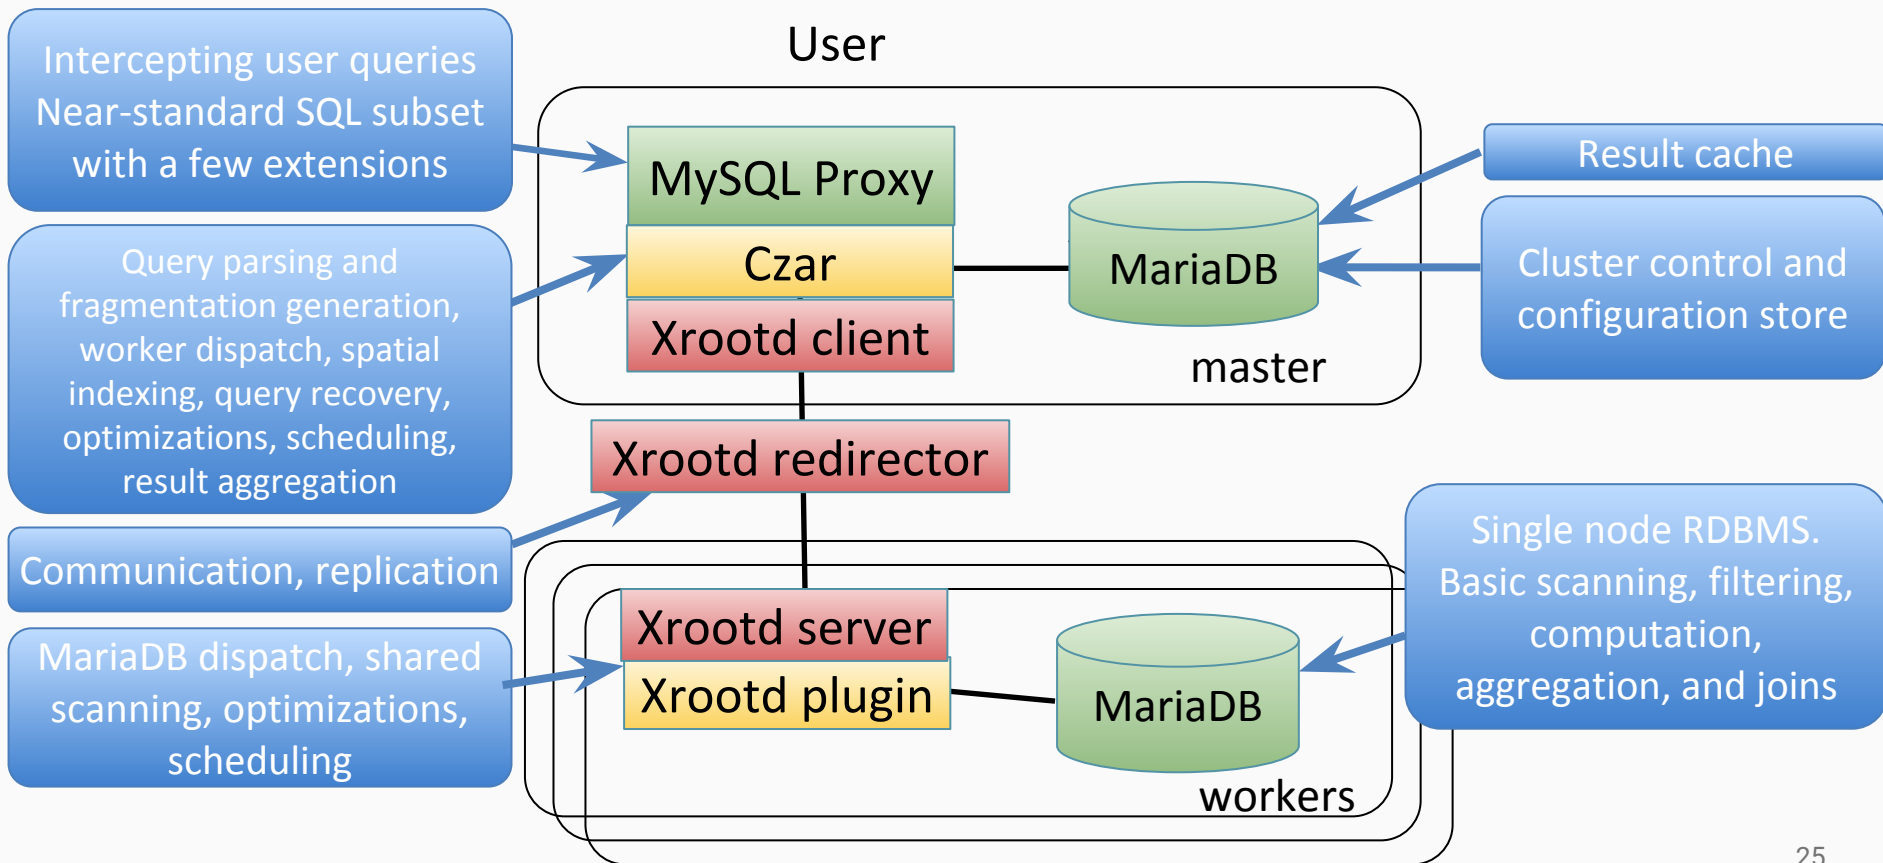 User
Intercepting user queries
Near-standard SQL subset
with a few extensions
MySQL Proxy
Czar
Xrootd client
MariaDB
master
Result cache
Cluster control and
configuration store
Query parsing and
fragmentation generation,
worker dispatch, spatial
indexing, query recovery,
optimizations, scheduling,
result aggregation
Xrootd redirector
Communication, replication
Xrootd server
Xrootd plugin
MariaDB
workers
MariaDB dispatch, shared
scanning, optimizations,
scheduling
Single node RDBMS.
Basic scanning, filtering,
computation,
aggregation, and joins
25